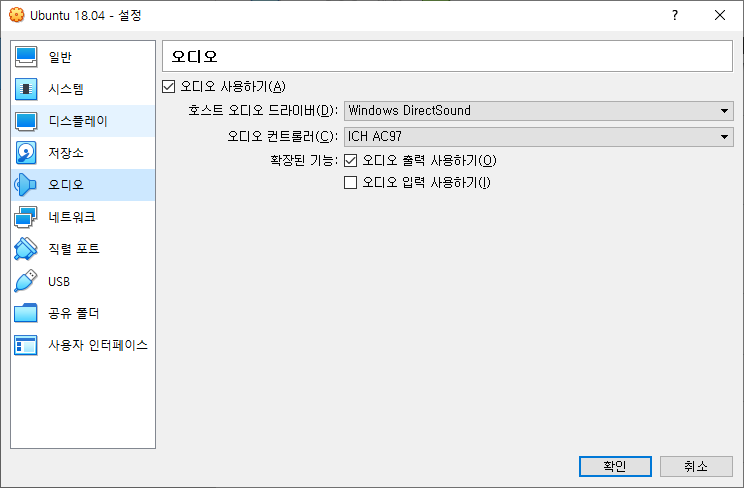 Ubuntu 18.04 - 설정
?
일반
시스템
디스플레이
저장소
오디오
네트워크
직렬 포트
USB
공유 폴더
사용자 인터페이스
오디오
오디오 사용하기(A)
호스트 오디오 드라이버(D): Windows DirectSound
오디오 컨트롤러(C): ICH AC97
확장된 기능: 오디오 출력 사용하기(O)
오디오 입력 사용하기(I)
확인 취소